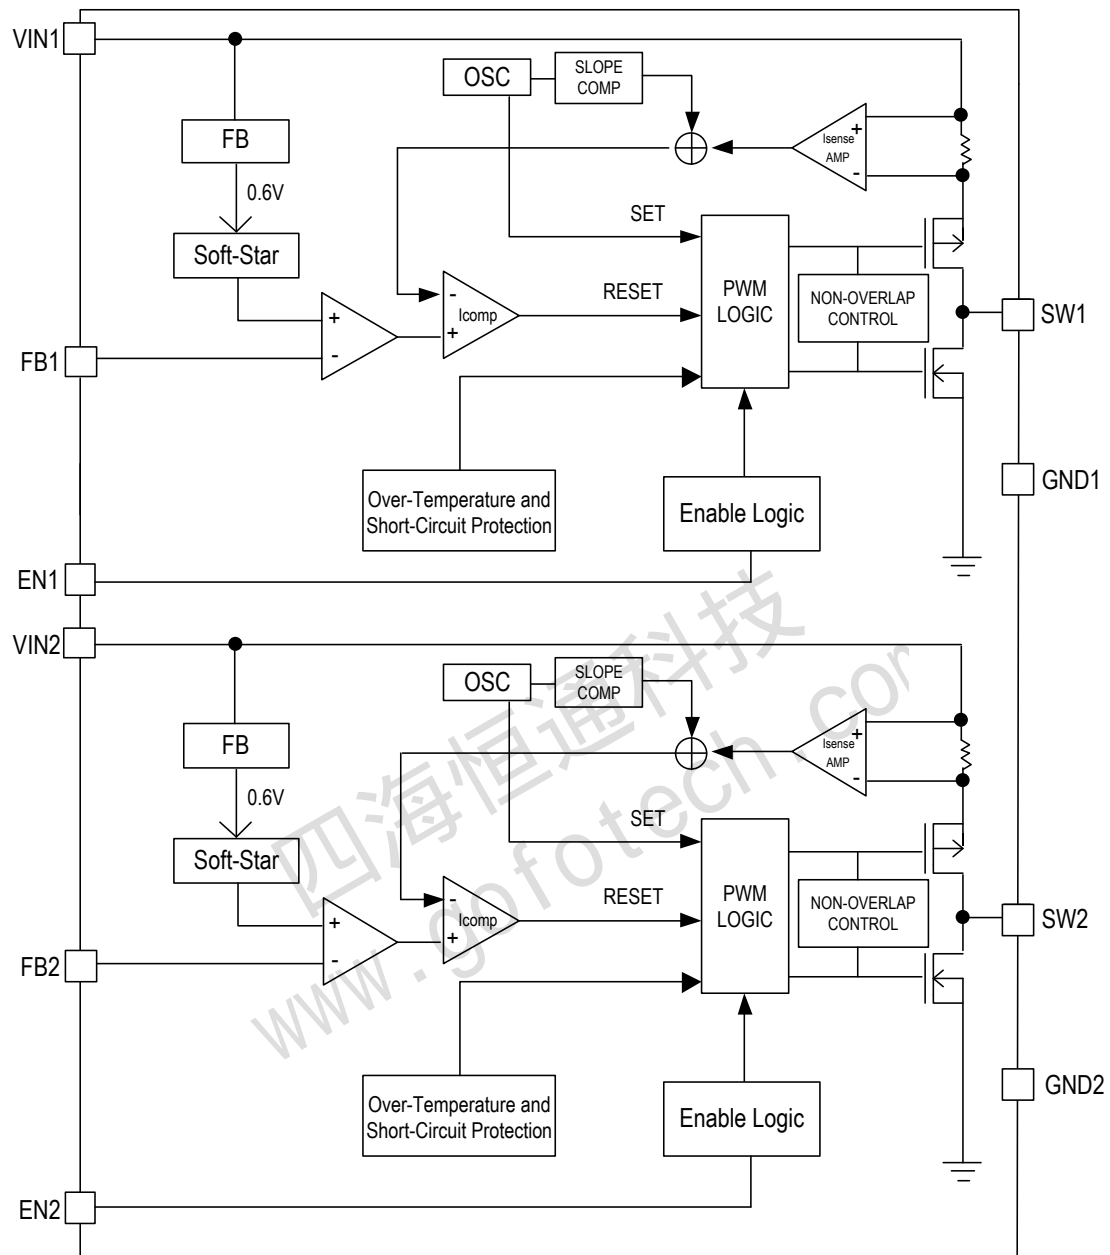 VIN1
OSC
SLOPE
COMP
FB
0.6V
Soft-Star
+
Isense
AMP
-
SET
RESET
PWM
LOGIC
NON-OVERLAP
CONTROL
SW1
-
Icomp
+
+
-
FB1
Over-Temperature and
Short-Circuit Protection
Enable Logic
GND1
EN1
VIN2
OSC
SLOPE
COMP
FB
0.6V
Soft-Star
+
Isense
AMP
-
SET
RESET
PWM
LOGIC
NON-OVERLAP
CONTROL
SW2
-
Icomp
+
+
-
FB2
Over-Temperature and
Short-Circuit Protection
Enable Logic
GND2
EN2
四海恒通科技
www.gofotech.com